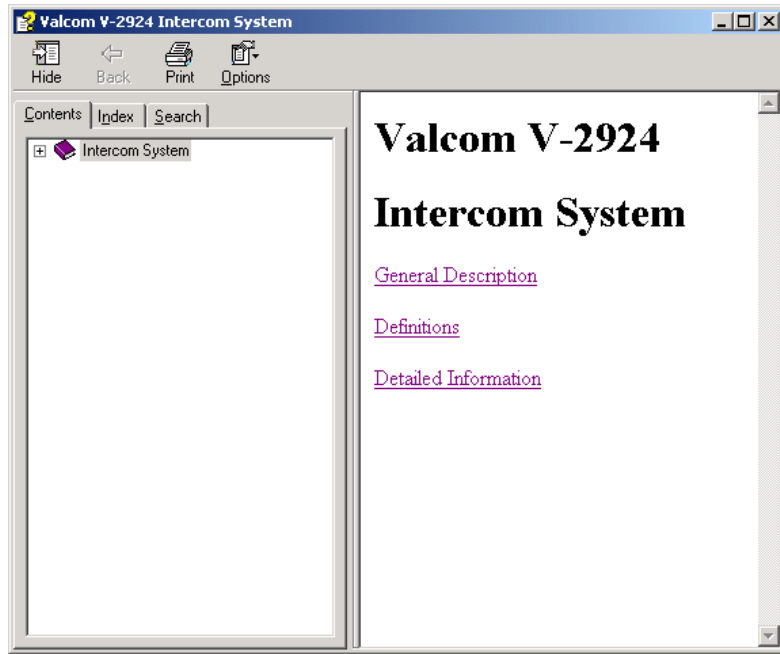 Valcom V-2924 Intercom System
Hide Back Print Options
Contents Index Search
Intercom System
Valcom V-2924
Intercom System
General Description
Definitions
Detailed Information